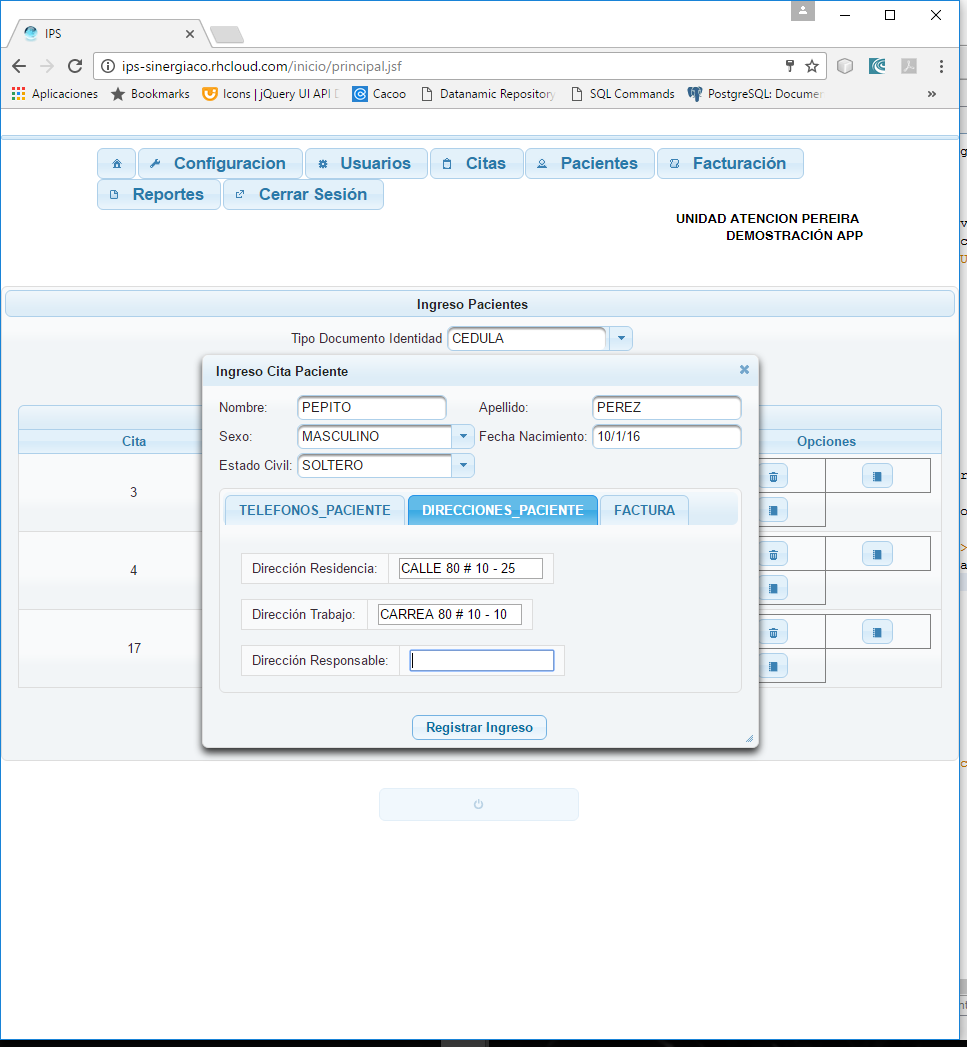 IPS
ips-sinergiaco.rhcloud.com/inicio/principal.jsf
Aplicaciones Bookmarks Icons | jQuery UI API D Cacoo Datanamic Repository SQL Commands PostgreSQL: Documen »
Configuracion Usuarios Citas Pacientes Facturación
Reportes Cerrar Sesión
UNIDAD ATENCION PEREIRA
DEMOSTRACIÓN APP
Ingreso Pacientes
Tipo Documento Identidad CEDULA
Ingreso Cita Paciente
Nombre: PEPITO Apellido: PEREZ
Sexo: MASCULINO Fecha Nacimiento: 10/1/16
Estado Civil: SOLTERO
Cita Opciones
3
4
17
TELEFONOS_PACIENTE DIRECCIONES_PACIENTE FACTURA
Dirección Residencia: CALLE 80 # 10 - 25
Dirección Trabajo: CARREA 80 # 10 - 10
Dirección Responsable:
Registrar Ingreso